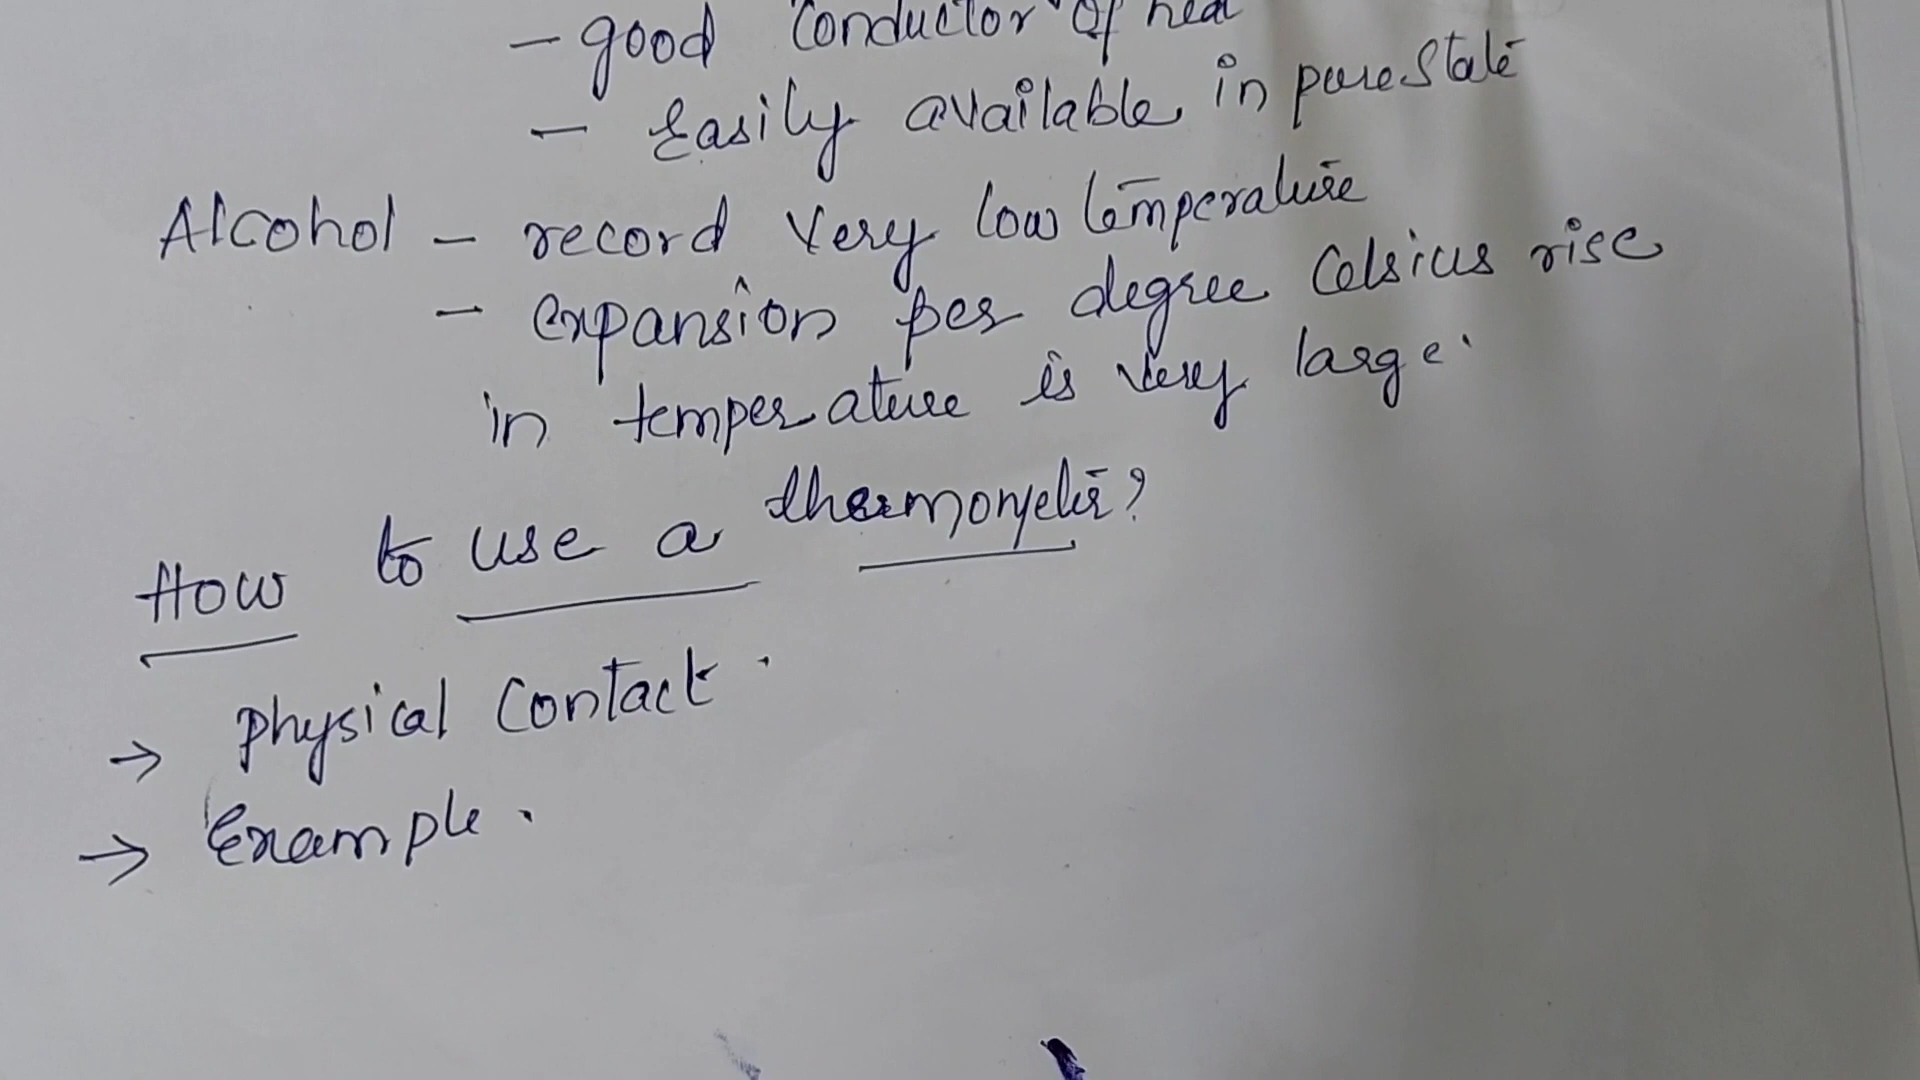 - good conductor of heat
- Easily available in pure state
Alcohol - record very low temperature
- expansion per degree Celsius rise
in temperature is very large.
How to use a thermometer?
→ physical contact.
→ Example.